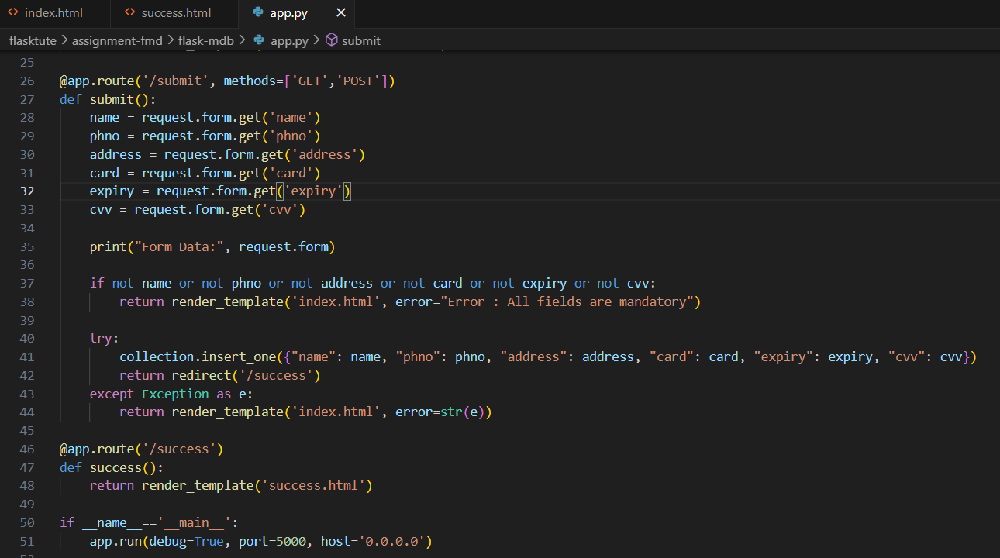 index.html success.html app.py
flasktute > assignment-fmd > flask-mdb > app.py > submit
25
26 @app.route('/submit', methods=['GET','POST'])
27 def submit():
28 name = request.form.get('name')
29 phno = request.form.get('phno')
30 address = request.form.get('address')
31 card = request.form.get('card')
32 expiry = request.form.get('expiry')
33 cvv = request.form.get('cvv')
34
35 print("Form Data:", request.form)
36
37 if not name or not phno or not address or not card or not expiry or not cvv:
38 return render_template('index.html', error="Error : All fields are mandatory")
39
40 try:
41 collection.insert_one({"name": name, "phno": phno, "address": address, "card": card, "expiry": expiry, "cvv": cvv})
42 return redirect('/success')
43 except Exception as e:
44 return render_template('index.html', error=str(e))
45
46 @app.route('/success')
47 def success():
48 return render_template('success.html')
49
50 if __name__=='__main__':
51 app.run(debug=True, port=5000, host='0.0.0.0')